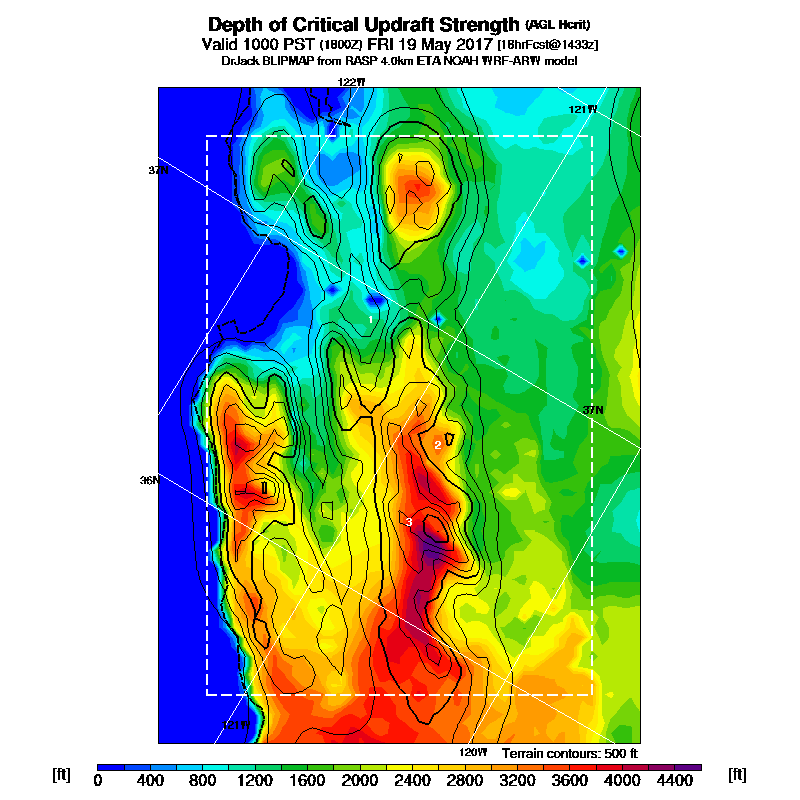 Depth of Critical Updraft Strength (AGL Hcrit)
Valid 1000 PST (1800Z) FRI 19 May 2017 [18hrFcst@1433z]
DrJack BLIPMAP from RASP 4.0km ETA NOAH WRF-ARW model
122W
121W
37N
1
37N
2
36N
3
121W
120W
Terrain contours: 500 ft
[ft] 0 400 800 1200 1600 2000 2400 2800 3200 3600 4000 4400 [ft]